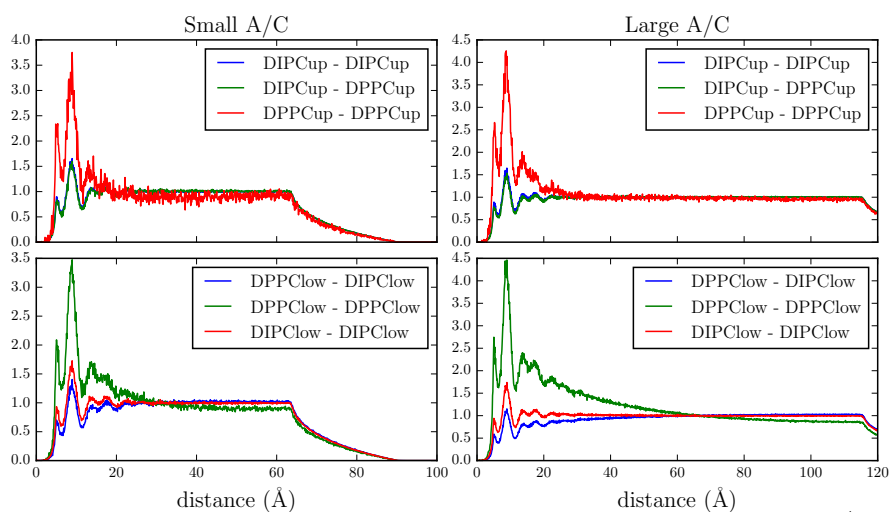 Small A/C
Large A/C
4.0
3.5
3.0
2.5
2.0
1.5
1.0
0.5
0.0
DIPCup - DIPCup
DIPCup - DPPCup
DPPCup - DPPCup
4.5
4.0
3.5
3.0
2.5
2.0
1.5
1.0
0.5
0.0
DIPCup - DIPCup
DIPCup - DPPCup
DPPCup - DPPCup
3.5
3.0
2.5
2.0
1.5
1.0
0.5
0.0
DPPClow - DIPClow
DPPClow - DPPClow
DIPClow - DIPClow
0 20 40 60 80 100
distance (Å)
4.5
4.0
3.5
3.0
2.5
2.0
1.5
1.0
0.5
0.0
DPPClow - DIPClow
DPPClow - DPPClow
DIPClow - DIPClow
0 20 40 60 80 100 120
distance (Å)